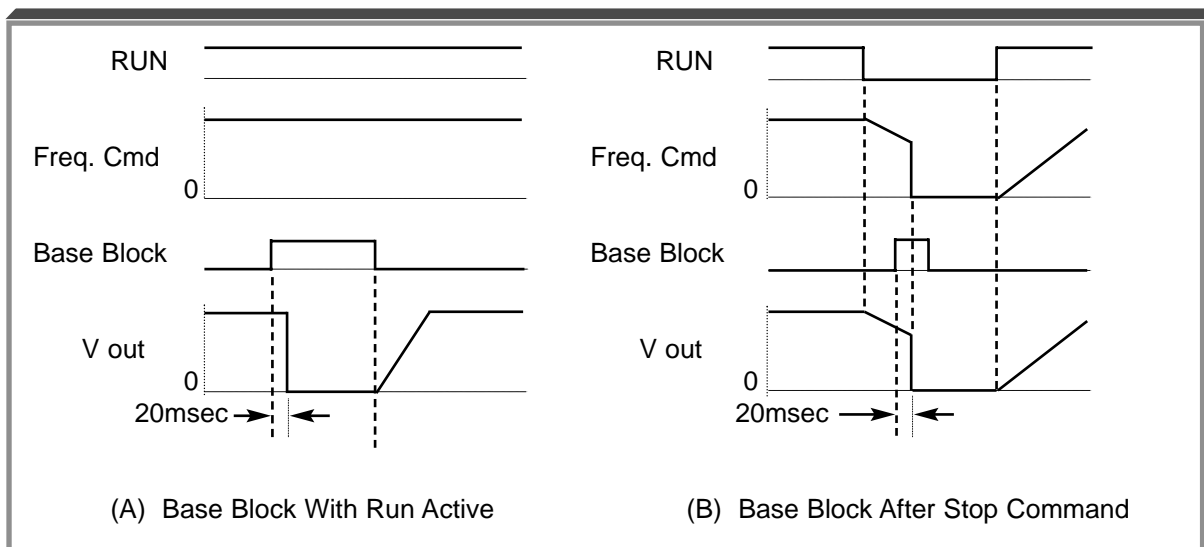 RUN
Freq. Cmd
0
Base Block
V out
0
20msec
(A) Base Block With Run Active
RUN
Freq. Cmd
0
Base Block
V out
0
20msec
(B) Base Block After Stop Command